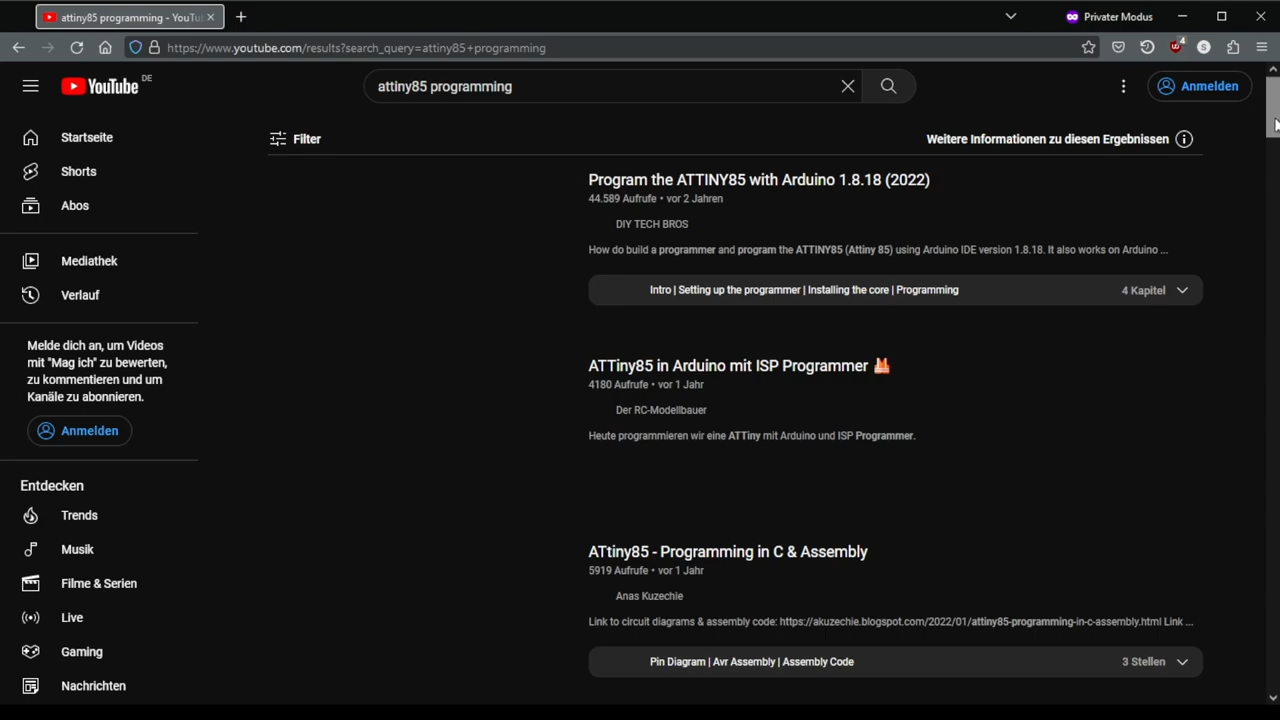 attiny85 programming - YouTu
Privater Modus
https://www.youtube.com/results?search_query=attiny85+programming
4
YouTube DE
attiny85 programming
Anmelden
Startseite
Shorts
Abos
Mediathek
Verlauf
Melde dich an, um Videos
mit "Mag ich" zu bewerten,
zu kommentieren und um
Kanäle zu abonnieren.
Anmelden
Entdecken
Trends
Musik
Filme & Serien
Live
Gaming
Nachrichten
Filter
Weitere Informationen zu diesen Ergebnissen
Program the ATTINY85 with Arduino 1.8.18 (2022)
44.589 Aufrufe • vor 2 Jahren
DIY TECH BROS
How do build a programmer and program the ATTINY85 (Attiny 85) using Arduino IDE version 1.8.18. It also works on Arduino ...
Intro | Setting up the programmer | Installing the core | Programming
4 Kapitel
ATTiny85 in Arduino mit ISP Programmer
4180 Aufrufe • vor 1 Jahr
Der RC-Modellbauer
Heute programmieren wir eine ATTiny mit Arduino und ISP Programmer.
ATtiny85 - Programming in C & Assembly
5919 Aufrufe • vor 1 Jahr
Anas Kuzechie
Link to circuit diagrams & assembly code: https://akuzechie.blogspot.com/2022/01/attiny85-programming-in-c-assembly.html Link ...
Pin Diagram | Avr Assembly | Assembly Code
3 Stellen